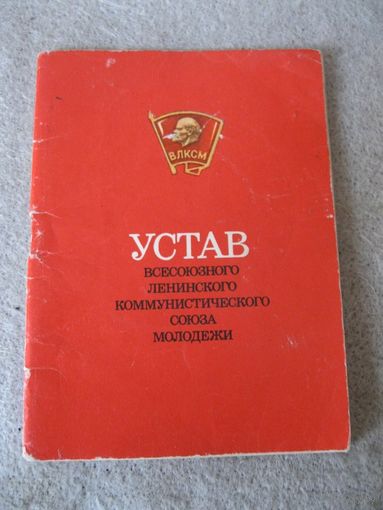 ВЛКСМ
УСТАВ
ВСЕСОЮЗНОГО
ЛЕНИНСКОГО
КОММУНИСТИЧЕСКОГО
СОЮЗА
МОЛОДЕЖИ